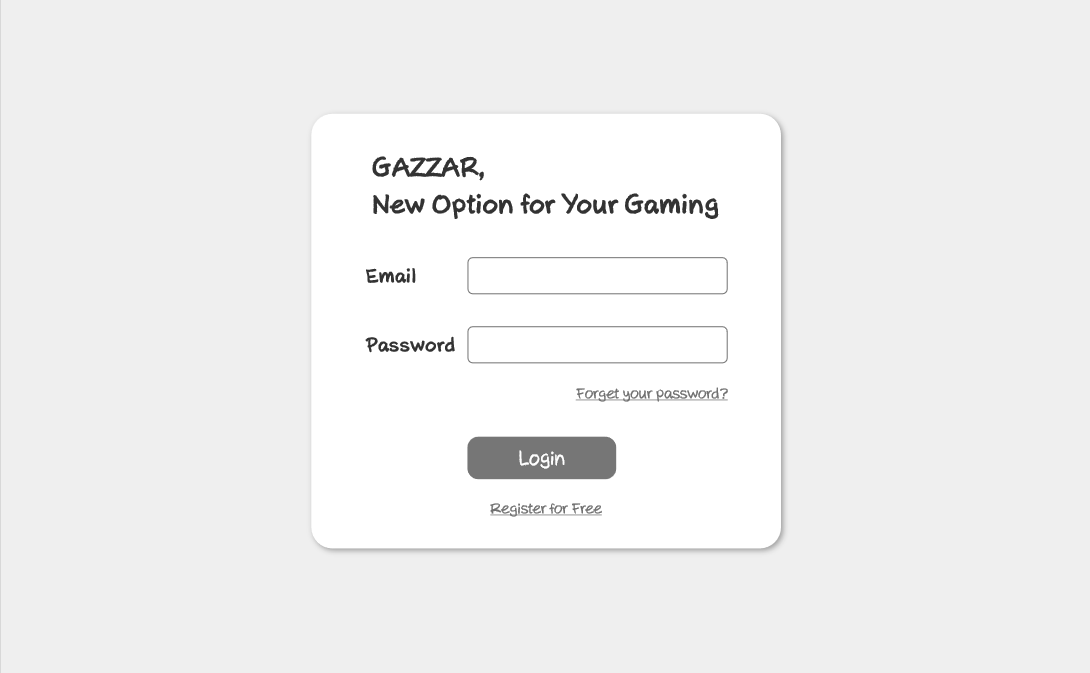 GAZZAR,
New Option for Your Gaming
Email
Password
Forget your password?
Login
Register for Free